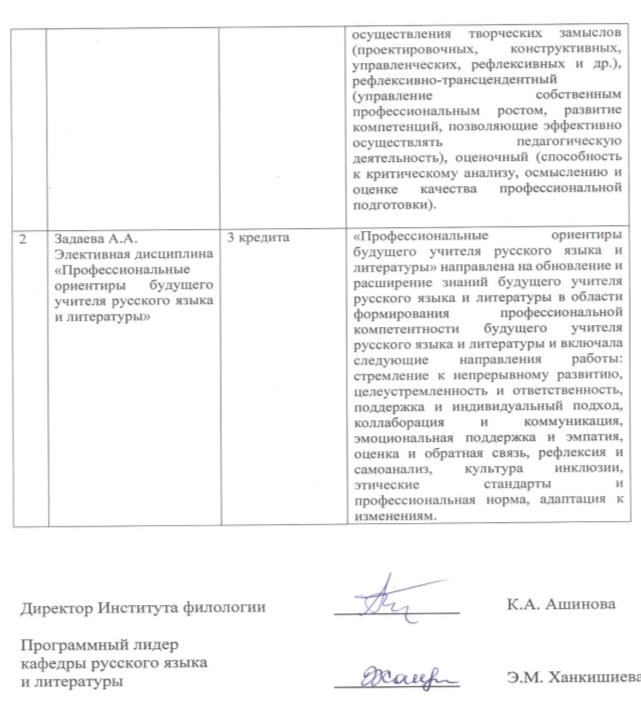 осуществления творческих замыслов
(проектировочных, конструктивных,
управленческих, рефлексивных и др.),
рефлексивно-трансцендентный
(управление собственным
профессиональным ростом, развитие
компетенций, позволяющие эффективно
осуществлять педагогическую
деятельность), оценочный (способность
к критическому анализу, осмыслению и
оценке качества профессиональной
подготовки).
2
Задаева А.А.
Элективная дисциплина
«Профессиональные
ориентиры будущего
учителя русского языка
и литературы»
3 кредита
«Профессиональные ориентиры
будущего учителя русского языка и
литературы» направлена на обновление и
расширение знаний будущего учителя
русского языка и литературы в области
формирования профессиональной
компетентности будущего учителя
русского языка и литературы и включала
следующие направления работы:
стремление к непрерывному развитию,
целеустремленность и ответственность,
поддержка и индивидуальный подход,
коллаборация и коммуникация,
эмоциональная поддержка и эмпатия,
оценка и обратная связь, рефлексия и
самоанализ, культура инклюзии,
этические стандарты и
профессиональная норма, адаптация к
изменениям.
Директор Института филологии К.А. Ашинова
Программный лидер
кафедры русского языка
и литературы Э.М. Ханкишиева